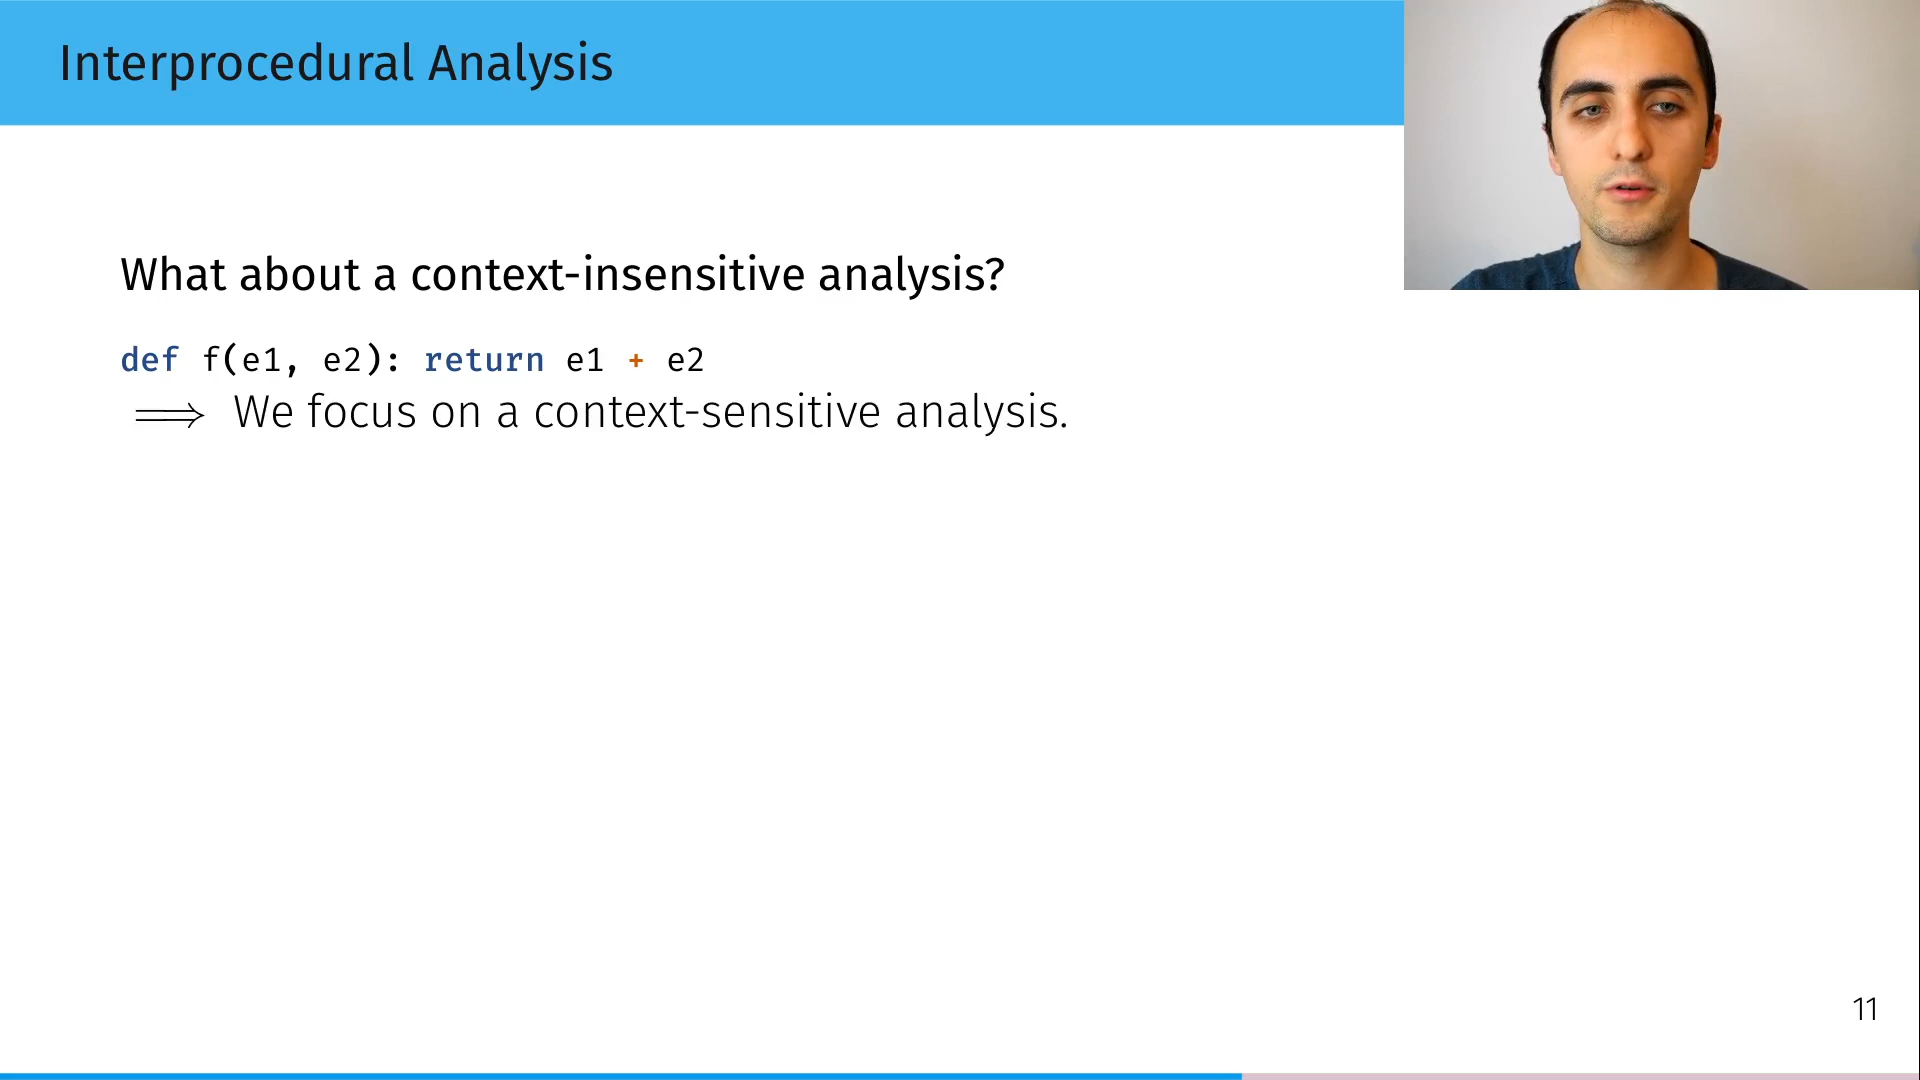 Interprocedural Analysis
What about a context-insensitive analysis?
def f(e1, e2): return e1 + e2
⟹ We focus on a context-sensitive analysis.
11